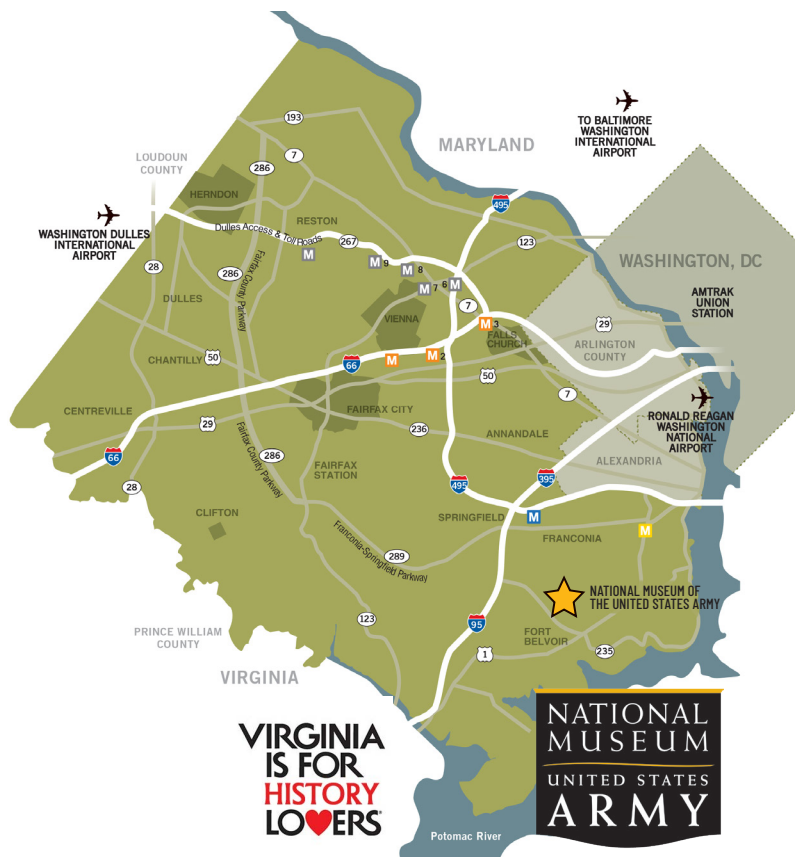 193
TO BALTIMORE
WASHINGTON
INTERNATIONAL
AIRPORT
MARYLAND
7
LOUDOUN
COUNTY
286
HERNDON
495
WASHINGTON DULLES
INTERNATIONAL
AIRPORT
RESTON
Dulles Access & Toll Roads
267
123
M
M 9
M 8
28
286
Fairfax County Parkway
M 7
6 M
WASHINGTON, DC
DULLES
7
AMTRAK
UNION
STATION
VIENNA
M 3
29
FALLS
CHURCH
ARLINGTON
COUNTY
CHANTILLY
50
66
M
M 2
50
7
CENTREVILLE
29
FAIRFAX CITY
236
RONALD REAGAN
WASHINGTON
NATIONAL
AIRPORT
ANNANDALE
66
286
Fairfax County Parkway
FAIRFAX
STATION
ALEXANDRIA
28
495
395
CLIFTON
SPRINGFIELD
M
FRANCONIA
M
Franconia-Springfield Parkway
289
NATIONAL MUSEUM OF
THE UNITED STATES ARMY
123
95
FORT
BELVOIR
PRINCE WILLIAM
COUNTY
1
235
VIRGINIA
VIRGINIA
IS FOR
HISTORY
LO♥ERS®
NATIONAL
MUSEUM
UNITED STATES
ARMY
Potomac River